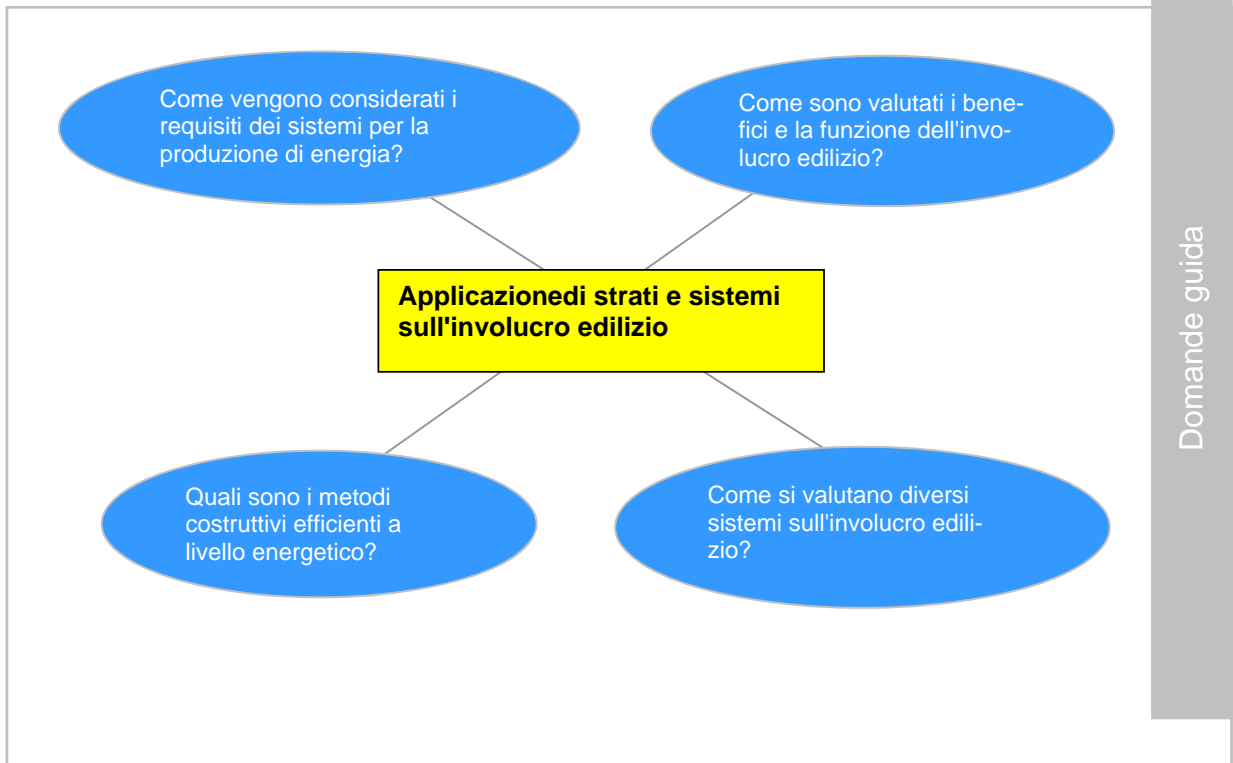 Come vengono considerati i
requisiti dei sistemi per la
produzione di energia?
Come sono valutati i bene-
fici e la funzione dell'invo-
lucro edilizio?
Applicazionedi strati e sistemi
sull'involucro edilizio
Quali sono i metodi
costruttivi efficienti a
livello energetico?
Come si valutano diversi
sistemi sull'involucro edili-
zio?
Domande guida